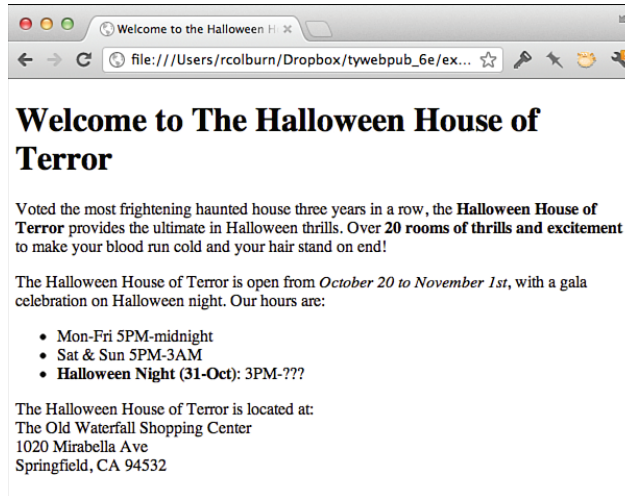 Welcome to the Halloween H
file:///Users/rcolburn/Dropbox/tywebpub_6e/ex...
Welcome to The Halloween House of
Terror
Voted the most frightening haunted house three years in a row, the Halloween House of
Terror provides the ultimate in Halloween thrills. Over 20 rooms of thrills and excitement
to make your blood run cold and your hair stand on end!
The Halloween House of Terror is open from October 20 to November 1st, with a gala
celebration on Halloween night. Our hours are:
• Mon-Fri 5PM-midnight
• Sat & Sun 5PM-3AM
• Halloween Night (31-Oct): 3PM-???
The Halloween House of Terror is located at:
The Old Waterfall Shopping Center
1020 Mirabella Ave
Springfield, CA 94532